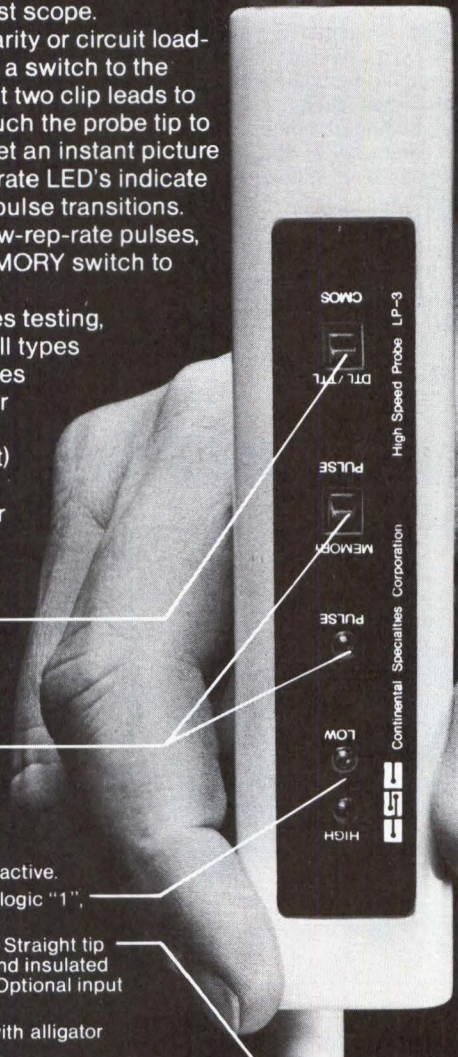 st scope.
arity or circuit load-
a switch to the
t two clip leads to
uch the probe tip to
et an instant picture
rate LED's indicate
pulse transitions.
w-rep-rate pulses,
MORY switch to
es testing,
ll types
es
r
t)
r
CMOS
DTL/TTL
PULSE
MEMORY
PULSE
LOW
HIGH
High Speed Probe LP-3
Continental Specialties Corporation
CSC
active.
logic "1",
Straight tip
nd insulated
Optional input
with alligator